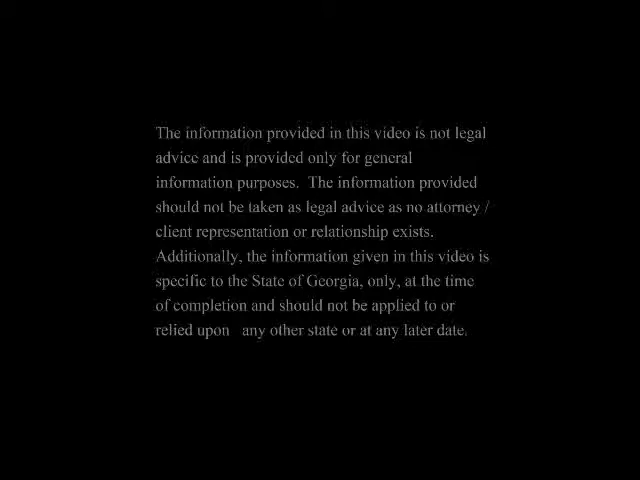 The information provided in this video is not legal
advice and is provided only for general
information purposes.  The information provided
should not be taken as legal advice as no attorney /
client representation or relationship exists.
Additionally, the information given in this video is
specific to the State of Georgia, only, at the time
of completion and should not be applied to or
relied upon   any other state or at any later date.